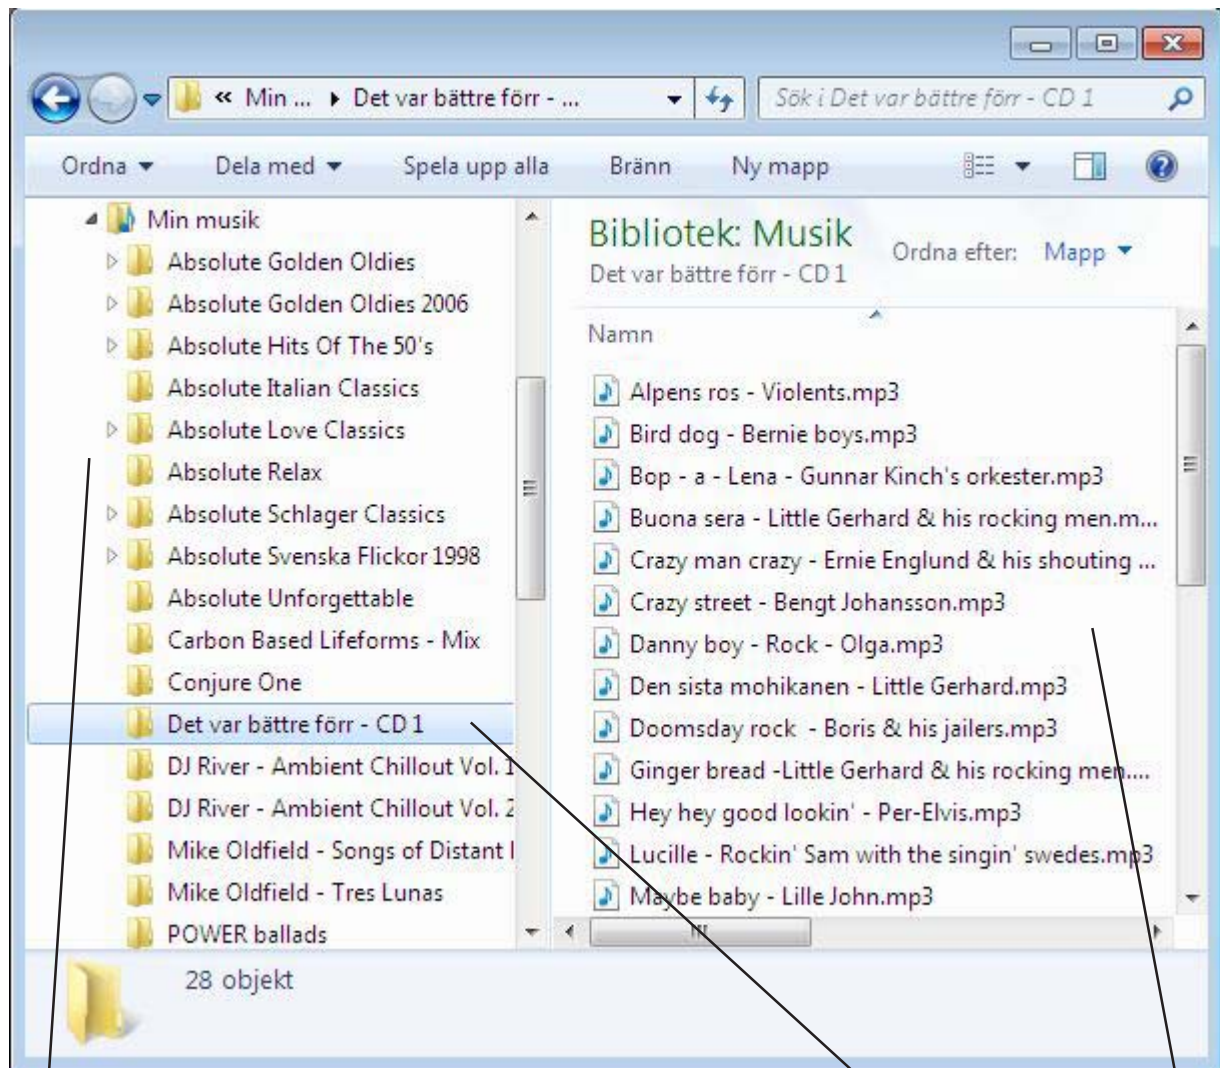 « Min ... ▸ Det var bättre förr - ...
Sök i Det var bättre förr - CD 1
Ordna Dela med Spela upp alla Bränn Ny mapp
Min musik
Absolute Golden Oldies
Absolute Golden Oldies 2006
Absolute Hits Of The 50's
Absolute Italian Classics
Absolute Love Classics
Absolute Relax
Absolute Schlager Classics
Absolute Svenska Flickor 1998
Absolute Unforgettable
Carbon Based Lifeforms - Mix
Conjure One
Det var bättre förr - CD 1
DJ River - Ambient Chillout Vol. 1
DJ River - Ambient Chillout Vol. 2
Mike Oldfield - Songs of Distant
Mike Oldfield - Tres Lunas
POWER ballads
Bibliotek: Musik
Det var bättre förr - CD 1
Ordna efter: Mapp
Namn
Alpens ros - Violents.mp3
Bird dog - Bernie boys.mp3
Bop - a - Lena - Gunnar Kinch's orkester.mp3
Buona sera - Little Gerhard & his rocking men.m...
Crazy man crazy - Ernie Englund & his shouting ...
Crazy street - Bengt Johansson.mp3
Danny boy - Rock - Olga.mp3
Den sista mohikanen - Little Gerhard.mp3
Doomsday rock  - Boris & his jailers.mp3
Ginger bread -Little Gerhard & his rocking men....
Hey hey good lookin' - Per-Elvis.mp3
Lucille - Rockin' Sam with the singin' swedes.mp3
Maybe baby - Lille John.mp3
28 objekt